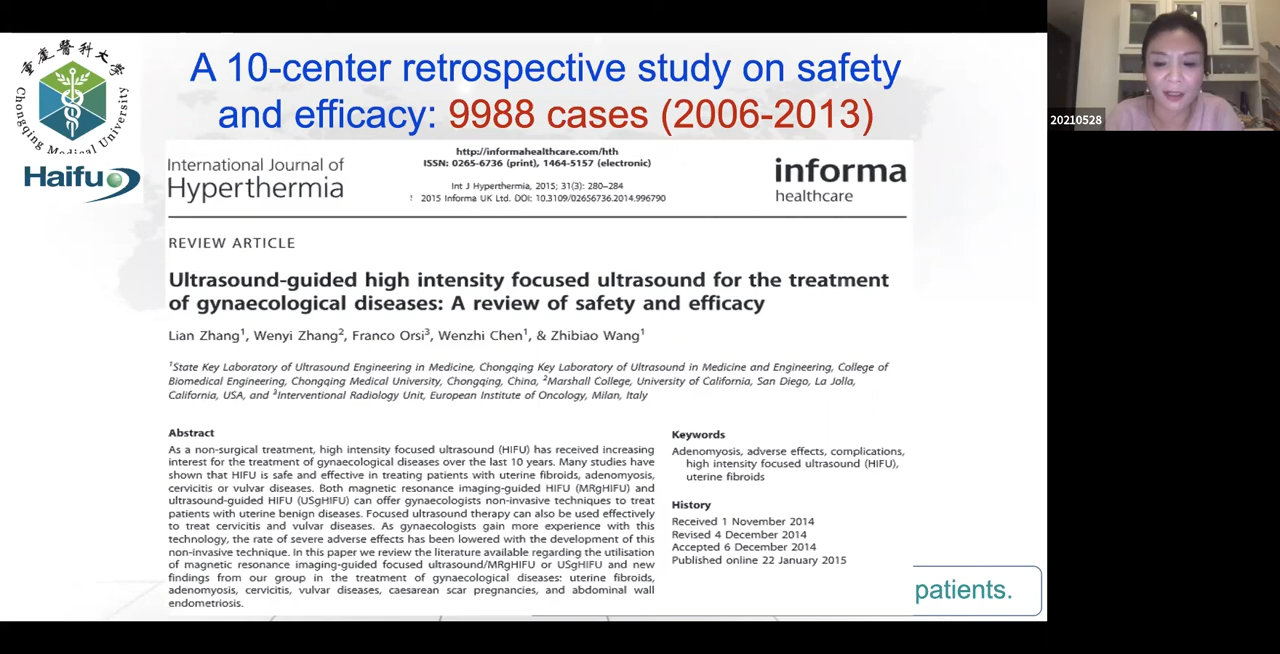 重慶醫科大學
Chongqing Medical University
Haifu
A 10-center retrospective study on safety
and efficacy: 9988 cases (2006-2013)
20210528
International Journal of
Hyperthermia
http://informahealthcare.com/hth
ISSN: 0265-6736 (print), 1464-5157 (electronic)
Int J Hyperthermia, 2015; 31(3): 280–284
2015 Informa UK Ltd. DOI: 10.3109/02656736.2014.996790
informa
healthcare
REVIEW ARTICLE
Ultrasound-guided high intensity focused ultrasound for the treatment
of gynaecological diseases: A review of safety and efficacy
Lian Zhang1, Wenyi Zhang2, Franco Orsi3, Wenzhi Chen1, & Zhibiao Wang1
1State Key Laboratory of Ultrasound Engineering in Medicine, Chongqing Key Laboratory of Ultrasound in Medicine and Engineering, College of
Biomedical Engineering, Chongqing Medical University, Chongqing, China, 2Marshall College, University of California, San Diego, La Jolla,
California, USA, and 3Interventional Radiology Unit, European Institute of Oncology, Milan, Italy
Abstract
As a non-surgical treatment, high intensity focused ultrasound (HIFU) has received increasing
interest for the treatment of gynaecological diseases over the last 10 years. Many studies have
shown that HIFU is safe and effective in treating patients with uterine fibroids, adenomyosis,
cervicitis or vulvar diseases. Both magnetic resonance imaging-guided HIFU (MRgHIFU) and
ultrasound-guided HIFU (USgHIFU) can offer gynaecologists non-invasive techniques to treat
patients with uterine benign diseases. Focused ultrasound therapy can also be used effectively
to treat cervicitis and vulvar diseases. As gynaecologists gain more experience with this
technology, the rate of severe adverse effects has been lowered with the development of this
non-invasive technique. In this paper we review the literature available regarding the utilisation
of magnetic resonance imaging-guided focused ultrasound/MRgHIFU or USgHIFU and new
findings from our group in the treatment of gynaecological diseases: uterine fibroids,
adenomyosis, cervicitis, vulvar diseases, caesarean scar pregnancies, and abdominal wall
endometriosis.
Keywords
Adenomyosis, adverse effects, complications,
high intensity focused ultrasound (HIFU),
uterine fibroids
History
Received 1 November 2014
Revised 4 December 2014
Accepted 6 December 2014
Published online 22 January 2015
patients.